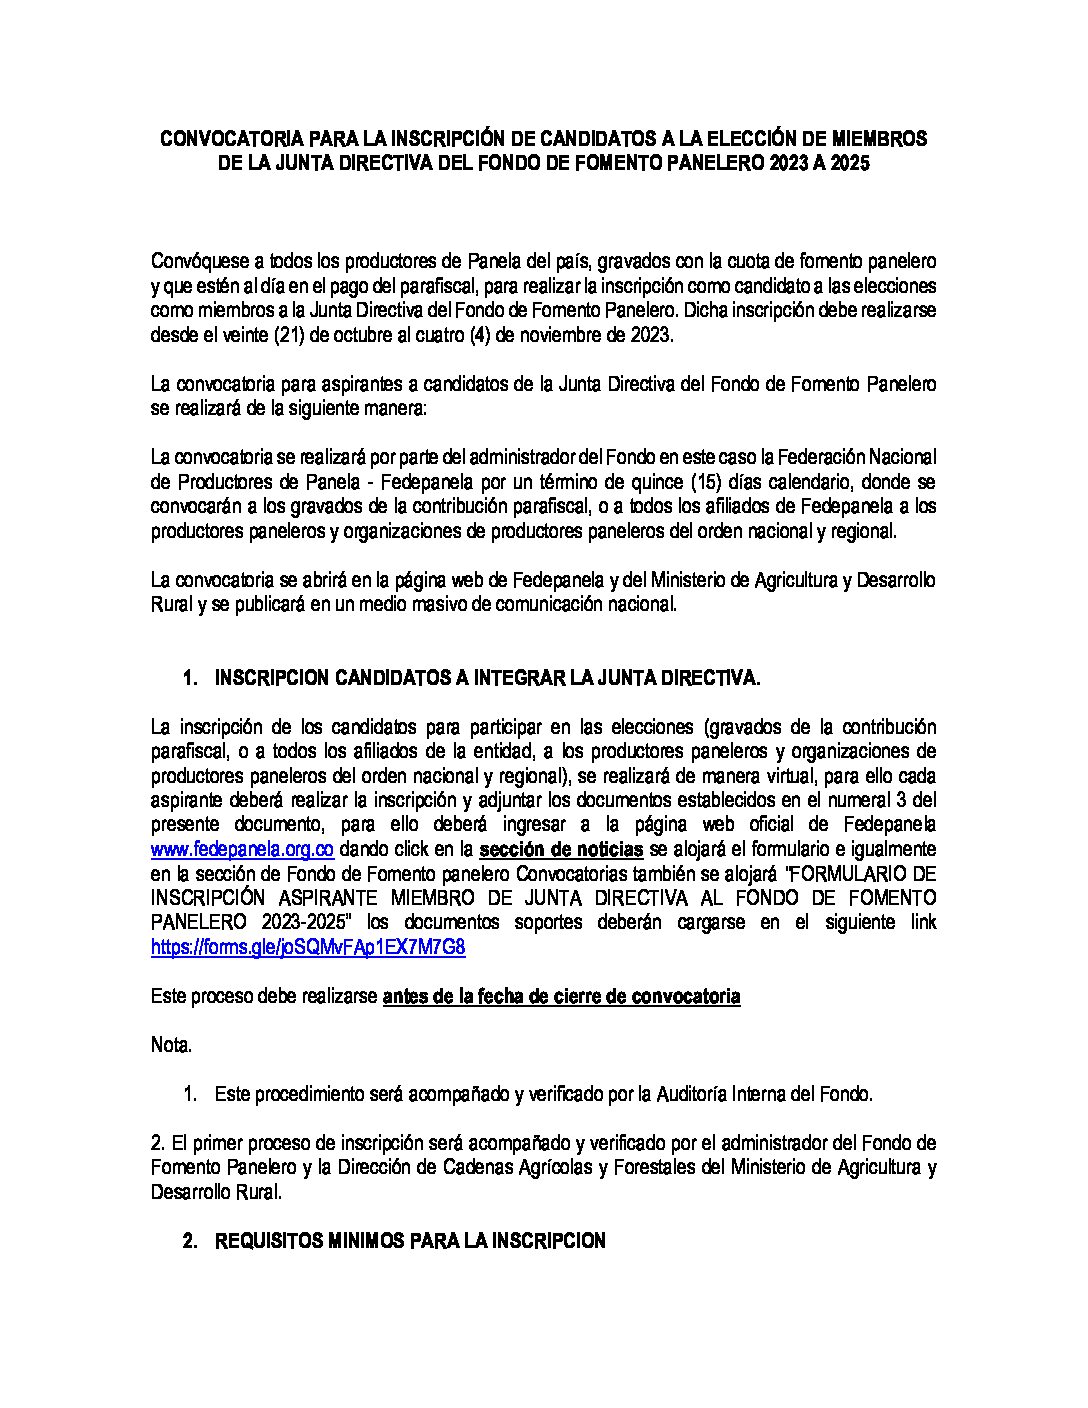 CONVOCATORIA PARA LA INSCRIPCIÓN DE CANDIDATOS A LA ELECCIÓN DE MIEMBROS
DE LA JUNTA DIRECTIVA DEL FONDO DE FOMENTO PANELERO 2023 A 2025
Convóquese a todos los productores de Panela del país, gravados con la cuota de fomento panelero
y que estén al día en el pago del parafiscal, para realizar la inscripción como candidato a las elecciones
como miembros a la Junta Directiva del Fondo de Fomento Panelero. Dicha inscripción debe realizarse
desde el veinte (21) de octubre al cuatro (4) de noviembre de 2023.
La convocatoria para aspirantes a candidatos de la Junta Directiva del Fondo de Fomento Panelero
se realizará de la siguiente manera:
La convocatoria se realizará por parte del administrador del Fondo en este caso la Federación Nacional
de Productores de Panela - Fedepanela por un término de quince (15) días calendario, donde se
convocarán a los gravados de la contribución parafiscal, o a todos los afiliados de Fedepanela a los
productores paneleros y organizaciones de productores paneleros del orden nacional y regional.
La convocatoria se abrirá en la página web de Fedepanela y del Ministerio de Agricultura y Desarrollo
Rural y se publicará en un medio masivo de comunicación nacional.
1. INSCRIPCION CANDIDATOS A INTEGRAR LA JUNTA DIRECTIVA.
La inscripción de los candidatos para participar en las elecciones (gravados de la contribución
parafiscal, o a todos los afiliados de la entidad, a los productores paneleros y organizaciones de
productores paneleros del orden nacional y regional), se realizará de manera virtual, para ello cada
aspirante deberá realizar la inscripción y adjuntar los documentos establecidos en el numeral 3 del
presente documento, para ello deberá ingresar a la página web oficial de Fedepanela
www.fedepanela.org.co dando click en la sección de noticias se alojará el formulario e igualmente
en la sección de Fondo de Fomento panelero Convocatorias también se alojará "FORMULARIO DE
INSCRIPCIÓN ASPIRANTE MIEMBRO DE JUNTA DIRECTIVA AL FONDO DE FOMENTO
PANELERO 2023-2025" los documentos soportes deberán cargarse en el siguiente link
https://forms.gle/joSQMvFAp1EX7M7G8
Este proceso debe realizarse antes de la fecha de cierre de convocatoria
Nota.
1. Este procedimiento será acompañado y verificado por la Auditoría Interna del Fondo.
2. El primer proceso de inscripción será acompañado y verificado por el administrador del Fondo de
Fomento Panelero y la Dirección de Cadenas Agrícolas y Forestales del Ministerio de Agricultura y
Desarrollo Rural.
2. REQUISITOS MINIMOS PARA LA INSCRIPCION